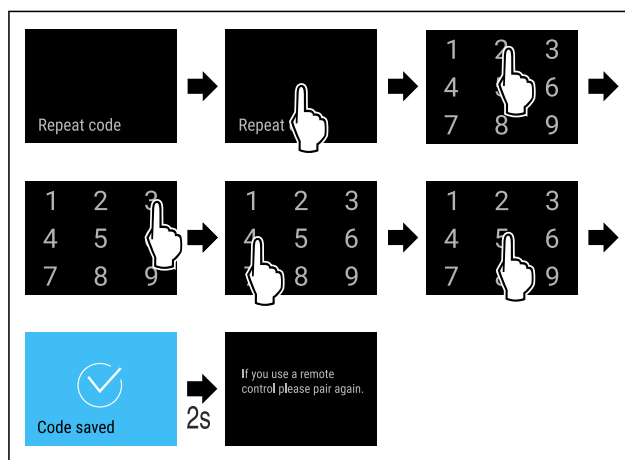 Repeat code
Repeat
1 2 3
4 5 6
7 8 9
1 2 3
4 5
7 8 9
1 2 3
4 5 6
8 9
1 2 3
4 5 6
7 8 9
Code saved
2s
If you use a remote
control please pair again.